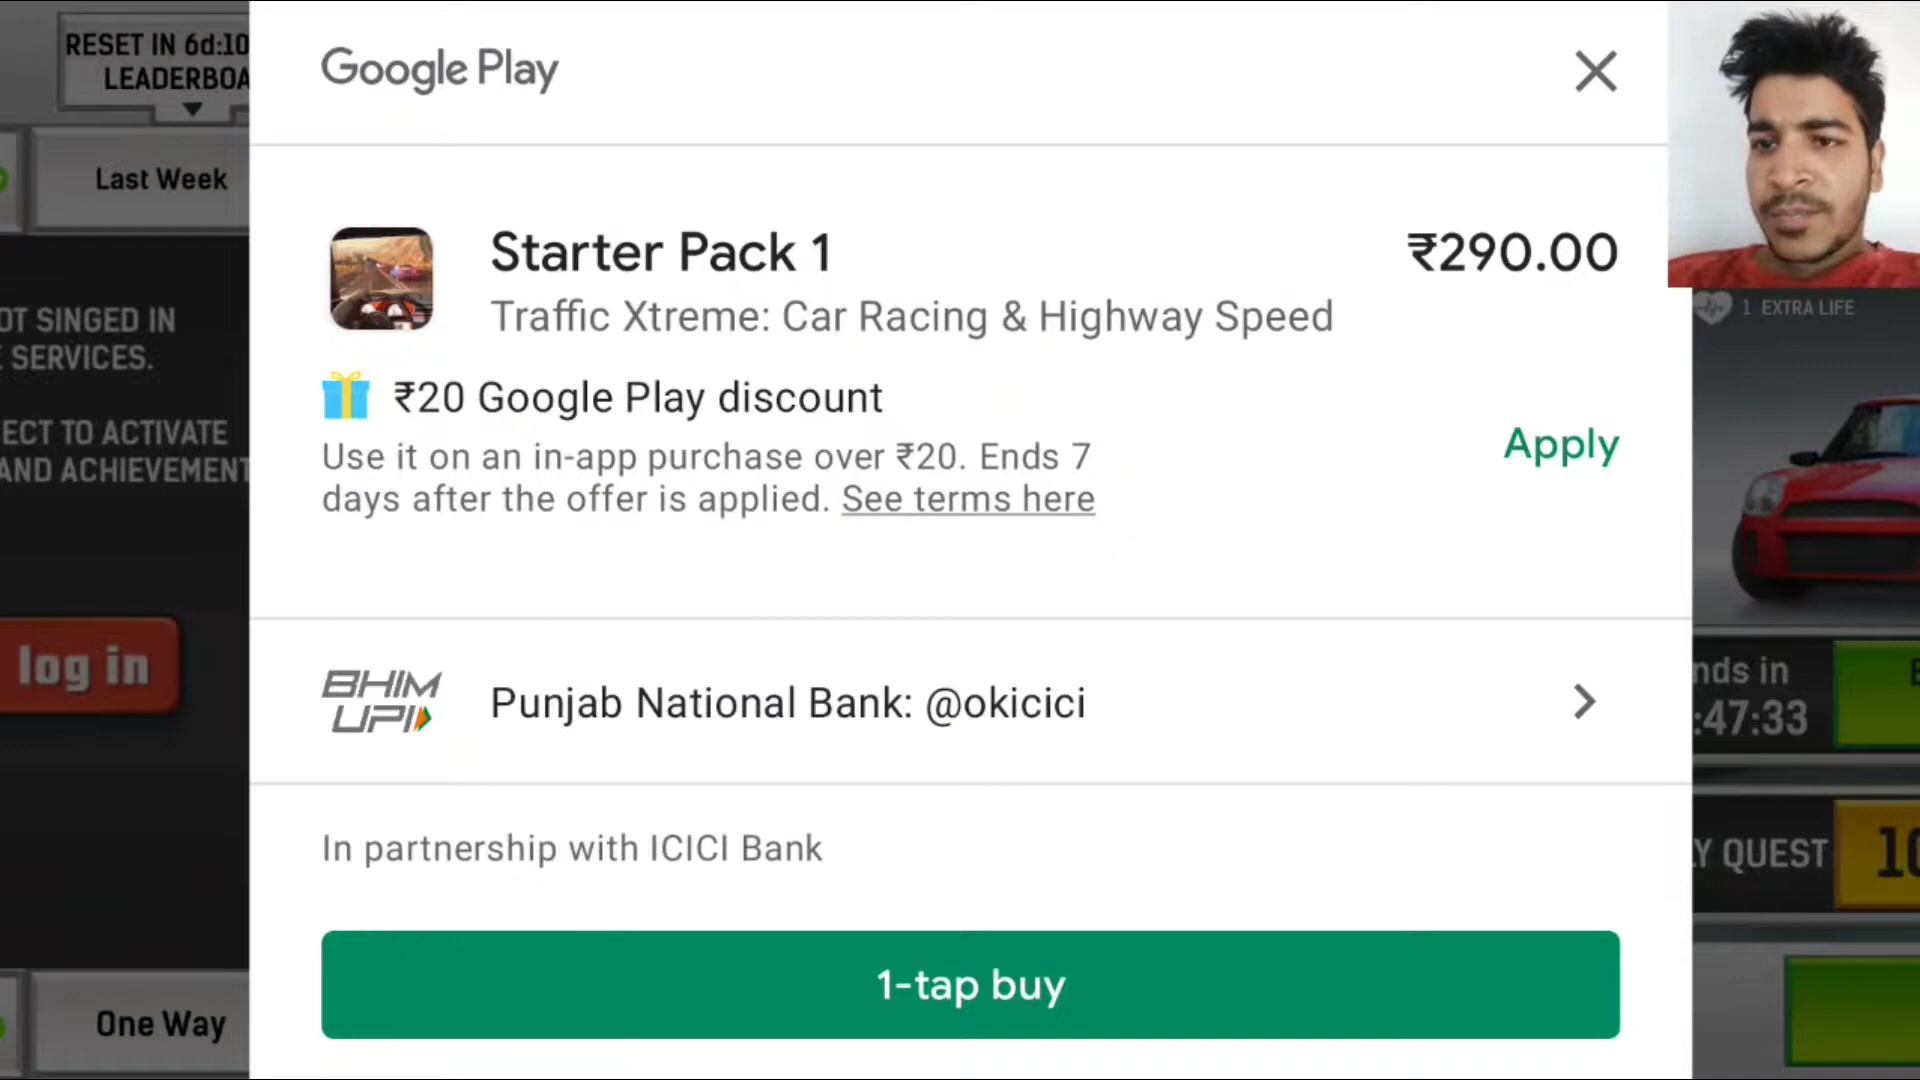 RESET IN 6d:10
LEADERBOA
Last Week
OT SINGED IN
SERVICES.
ECT TO ACTIVATE
AND ACHIEVEMENT
log in
One Way
Google Play
Starter Pack 1
₹290.00
Traffic Xtreme: Car Racing & Highway Speed
₹20 Google Play discount
Use it on an in-app purchase over ₹20. Ends 7
days after the offer is applied. See terms here
Apply
BHIM
UPI
Punjab National Bank: @okicici
In partnership with ICICI Bank
1-tap buy
1 EXTRA LIFE
nds in
:47:33
Y QUEST
10